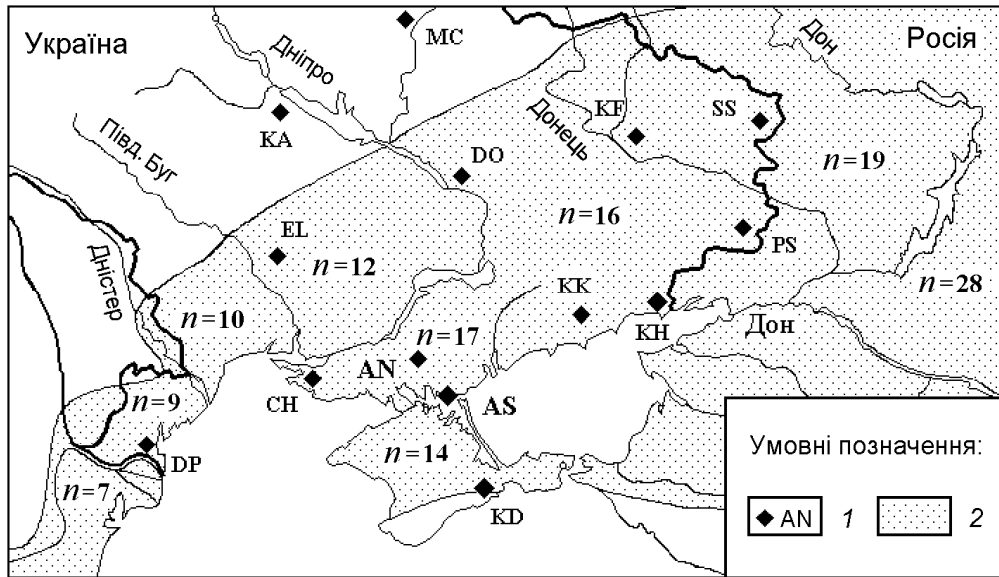 Україна
Росія
MC
Дніпро
Дон
KA
KF
SS
Півд. Буг
Донець
DO
n=19
EL
n=16
PS
n=12
Дністер
KK
n=28
n=10
KH
Дон
n=17
AN
CH
AS
n=9
DP
n=14
n=7
KD
Умовні позначення:
AN 1 2